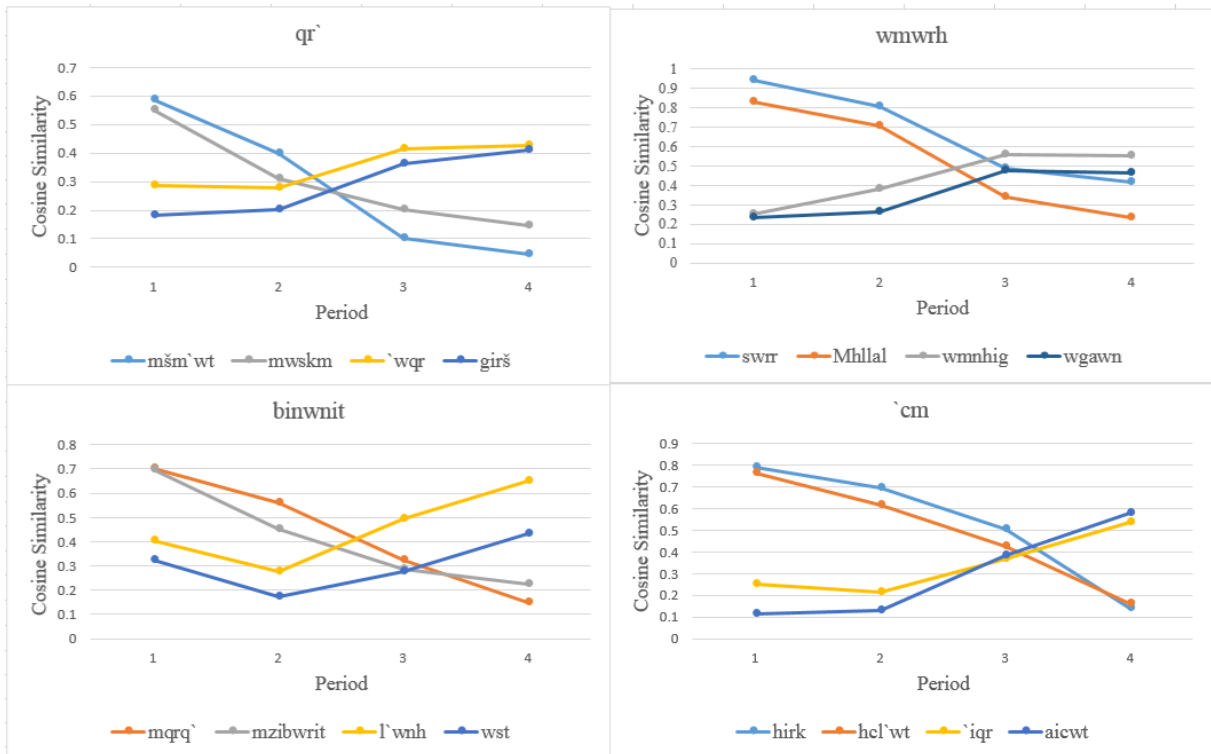 qr`
0.7
0.6
0.5
0.4
0.3
0.2
0.1
0
Cosine Similarity
1 2 3 4
Period
mšm`wt mwskm `wqr girš
wmwrh
1
0.9
0.8
0.7
0.6
0.5
0.4
0.3
0.2
0.1
0
Cosine Similarity
1 2 3 4
Period
swrr Mhllal wmnhig wgawn
binwnit
0.8
0.7
0.6
0.5
0.4
0.3
0.2
0.1
0
Cosine Similarity
1 2 3 4
Period
mqrq` mzibwrit l`wnh wst
`cm
0.9
0.8
0.7
0.6
0.5
0.4
0.3
0.2
0.1
0
Cosine Similarity
1 2 3 4
Period
hirk hcl`wt `iqr aicwt